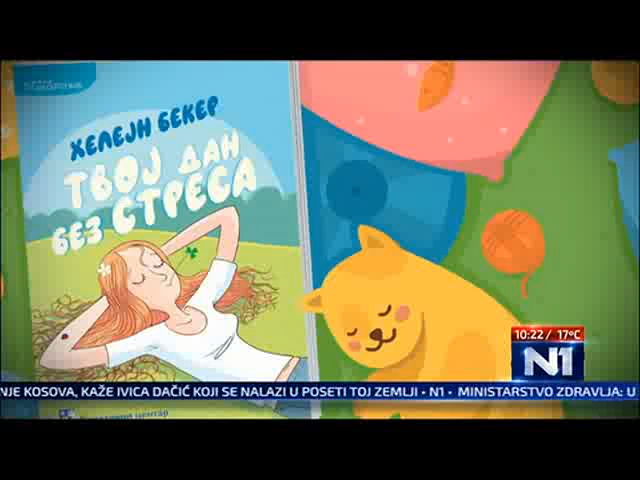 ХЕЛЕЈН БЕКЕР
ТВОЈ ДАН
БЕЗ СТРЕСА
центар
10:22 / 17°C
N1
NJE KOSOVA, KAŽE IVICA DAČIĆ KOJI SE NALAZI U POSETI TOJ ZEMLJI • N1 • MINISTARSTVO ZDRAVLJA: U